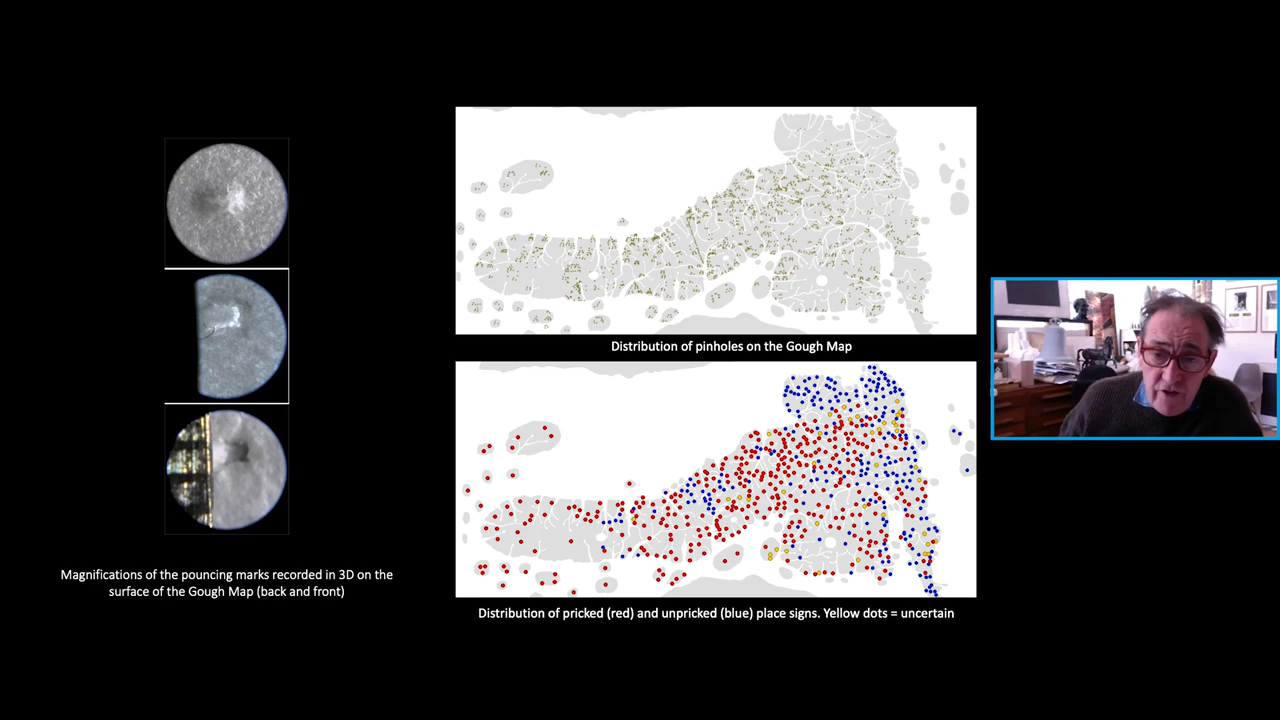 Distribution of pinholes on the Gough Map
Magnifications of the pouncing marks recorded in 3D on the
surface of the Gough Map (back and front)
Distribution of pricked (red) and unpricked (blue) place signs. Yellow dots = uncertain